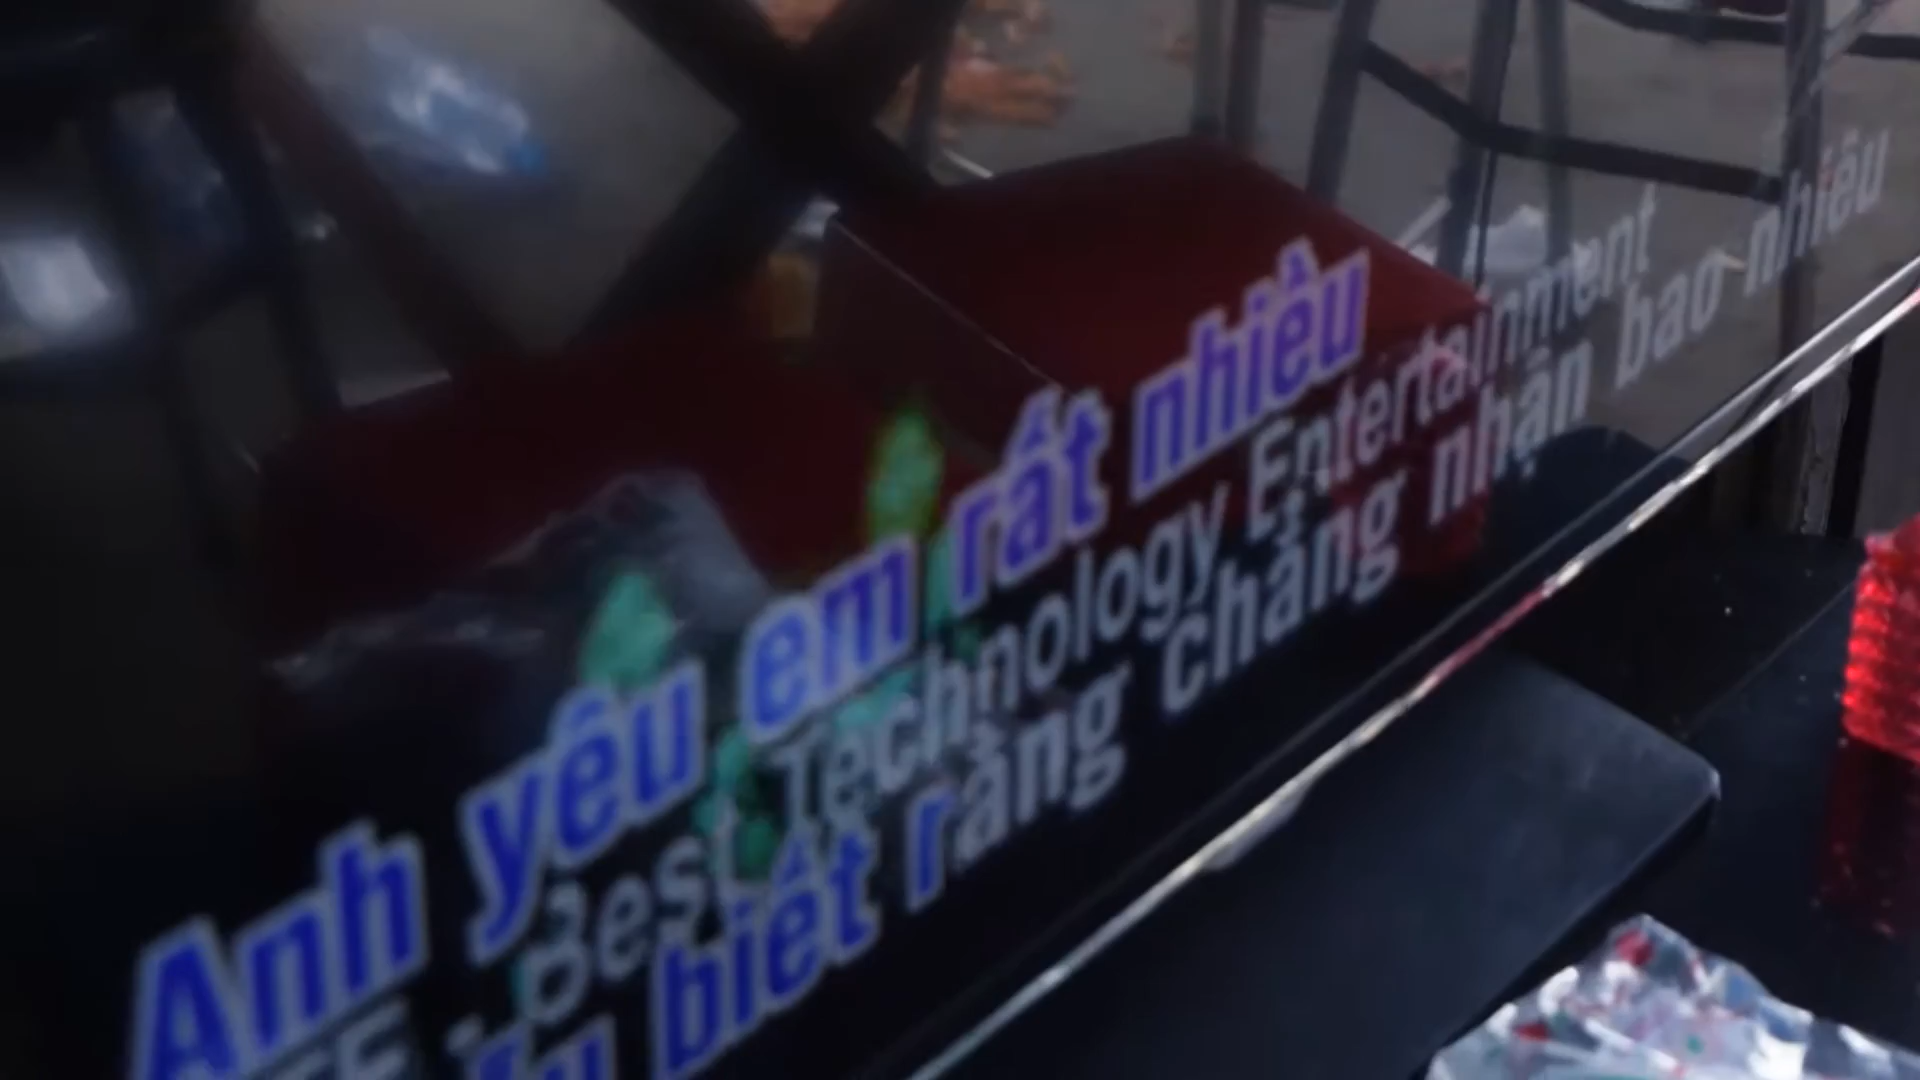 Anh yêu em rất nhiều
- Best Technology Entertainment
biết rằng chẳng nhận bao nhiêu